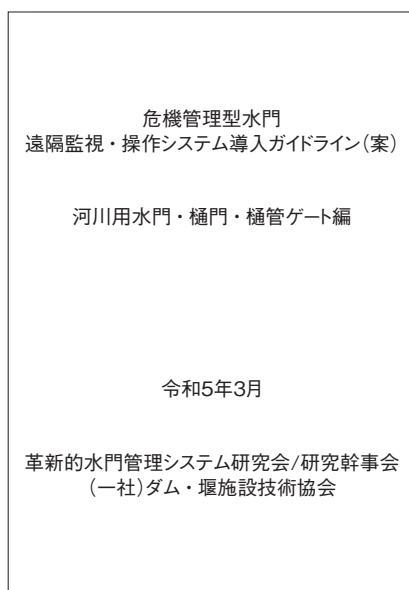 危機管理型水門
遠隔監視・操作システム導入ガイドライン（案）
河川用水門・樋門・樋管ゲート編
令和5年3月
革新的水門管理システム研究会/研究幹事会
（一社）ダム・堰施設技術協会